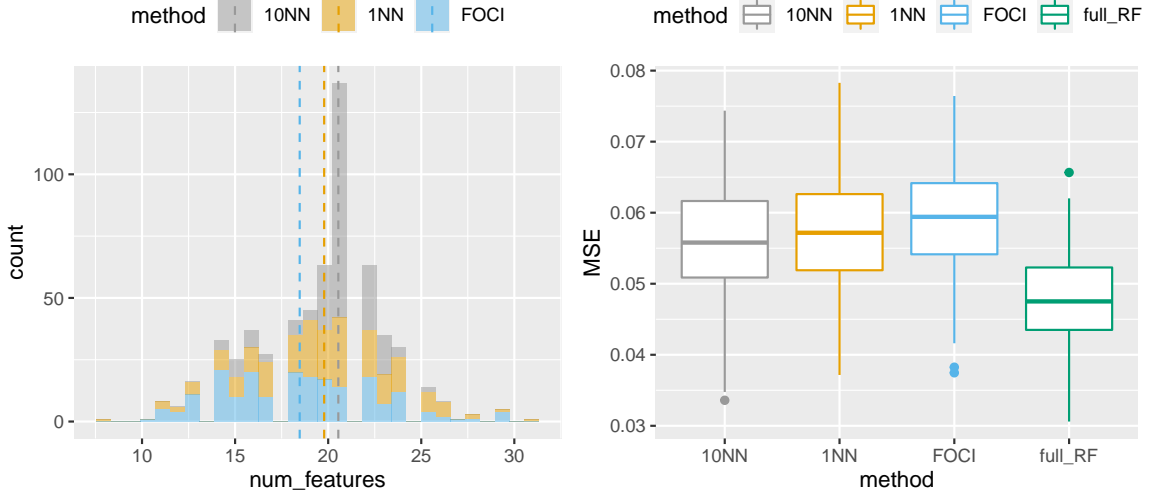 method 10NN 1NN FOCI
100
50
0
count
10 15 20 25 30
num_features
method 10NN 1NN FOCI full_RF
0.08
0.07
0.06
0.05
0.04
0.03
MSE
10NN 1NN FOCI full_RF
method